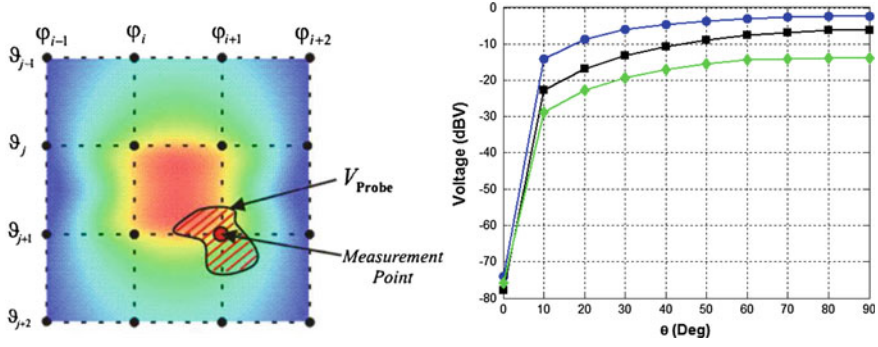 φᵢ₋₁ φᵢ φᵢ₊₁ φᵢ₊₂
ϑⱼ₋₁
ϑⱼ
ϑⱼ₊₁
ϑⱼ₊₂
V_Probe
Measurement
Point
Voltage (dBV)
10
0
-10
-20
-30
-40
-50
-60
-70
-80
0 10 20 30 40 50 60 70 80 90
θ (Deg)